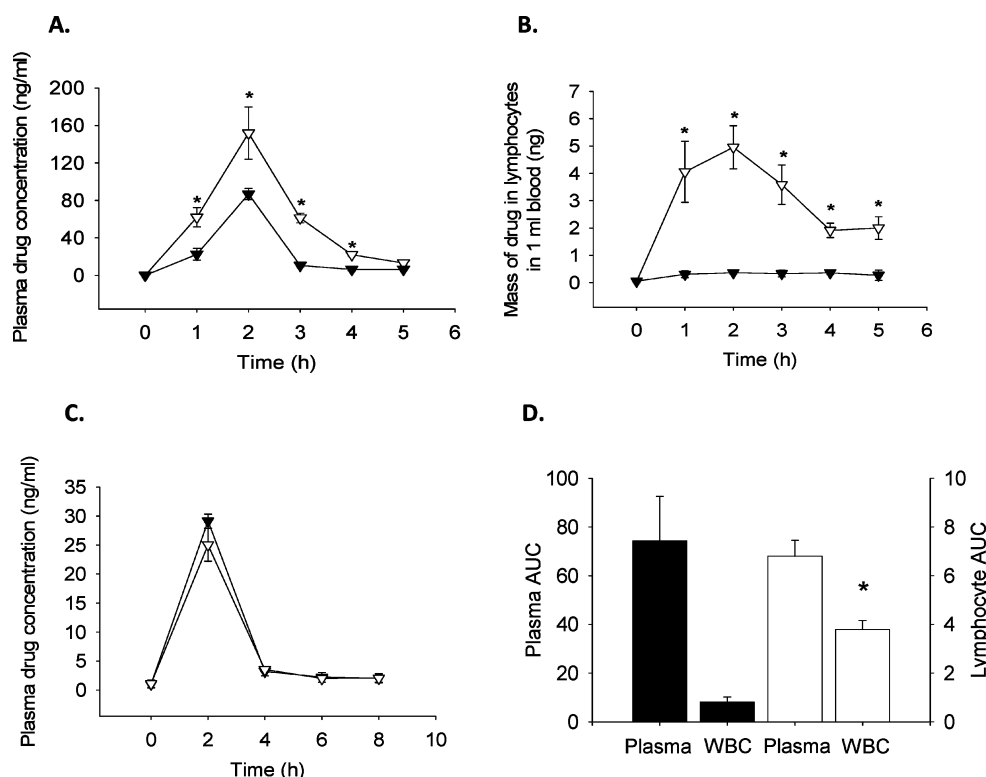 A.
Plasma drug concentration (ng/ml)
200
160
120
80
40
0
*
*
*
*
0 1 2 3 4 5 6
Time (h)
B.
Mass of drug in lymphocytes
in 1 ml blood (ng)
7
6
5
4
3
2
1
0
*
*
*
*
*
0 1 2 3 4 5 6
Time (h)
C.
Plasma drug concentration (ng/ml)
35
30
25
20
15
10
5
0
0 2 4 6 8 10
Time (h)
D.
Plasma AUC
100
80
60
40
20
0
*
Plasma WBC Plasma WBC
10
8
6
4
2
0
Lymphocyte AUC